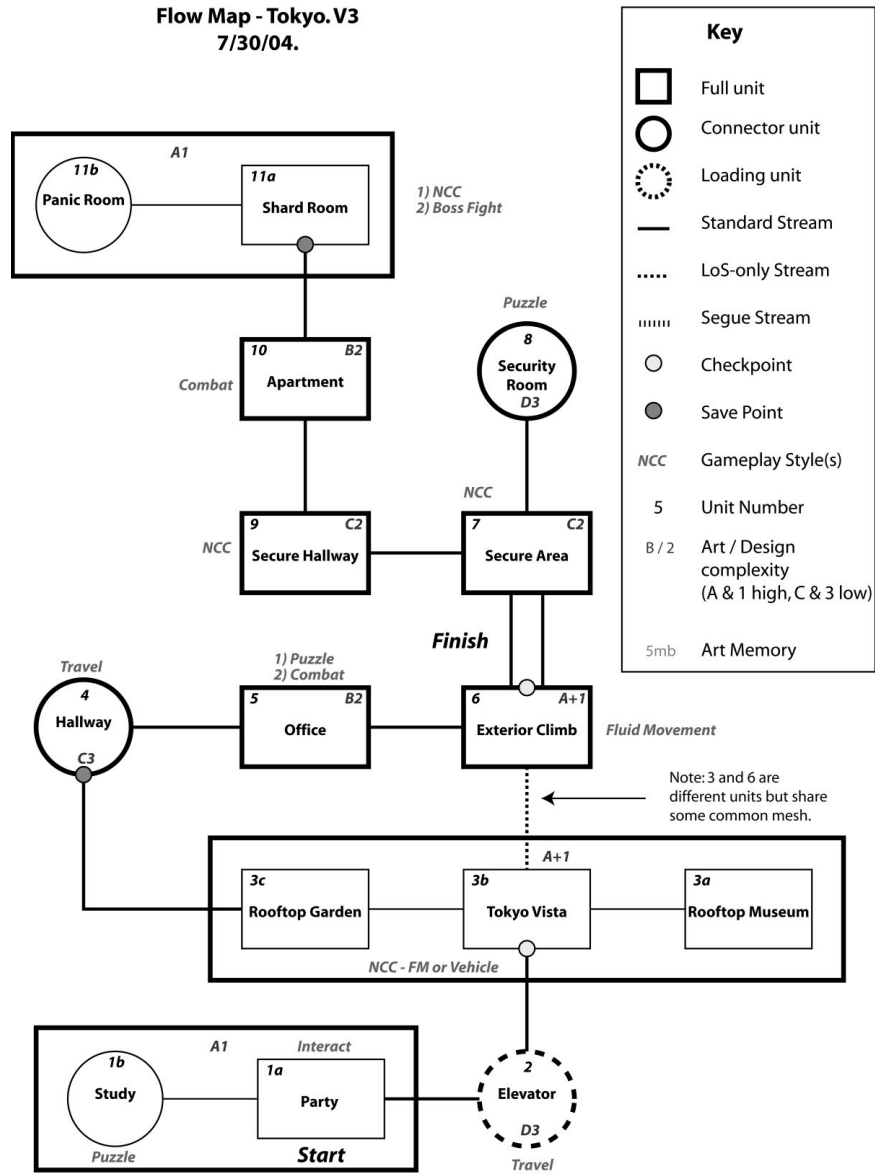 Flow Map - Tokyo. V3
7/30/04.
Key
Full unit
Connector unit
Loading unit
Standard Stream
LoS-only Stream
Segue Stream
Checkpoint
Save Point
NCC Gameplay Style(s)
5 Unit Number
B / 2 Art / Design
complexity
(A & 1 high, C & 3 low)
5mb Art Memory
A1
11b
Panic Room
11a
Shard Room
1) NCC
2) Boss Fight
10 B2
Apartment
Combat
Puzzle
8
Security
Room
D3
NCC
9 C2
Secure Hallway
NCC
7 C2
Secure Area
Finish
Travel
4
Hallway
C3
1) Puzzle
2) Combat
5 B2
Office
6 A+1
Exterior Climb
Fluid Movement
Note: 3 and 6 are
different units but share
some common mesh.
A+1
3c
Rooftop Garden
3b
Tokyo Vista
3a
Rooftop Museum
NCC - FM or Vehicle
A1
Interact
1b
Study
Puzzle
1a
Party
Start
2
Elevator
D3
Travel